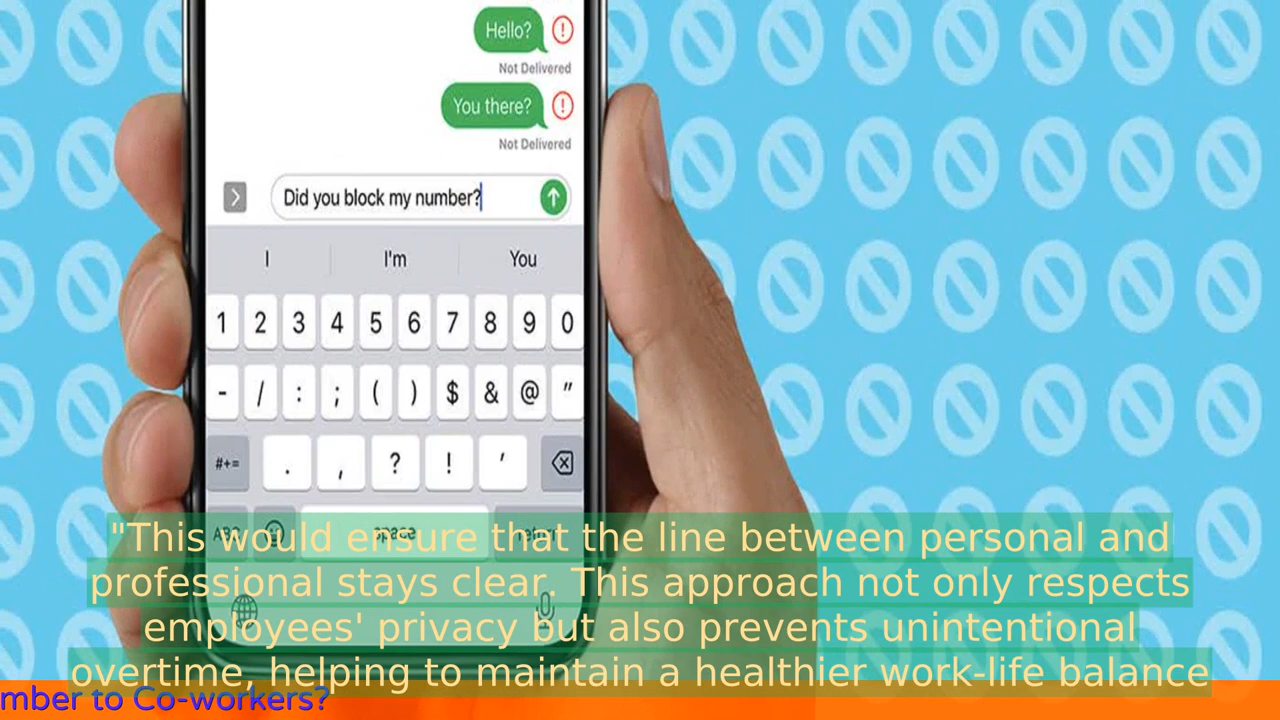 Hello?
Not Delivered
You there?
Not Delivered
Did you block my number?
I I'm You
1 2 3 4 5 6 7 8 9 0
- / : ; ( ) $ & @ "
#+= . , ? ! '
ABC space return
"This would ensure that the line between personal and
professional stays clear. This approach not only respects
employees' privacy but also prevents unintentional
overtime, helping to maintain a healthier work-life balance
mber to Co-workers?